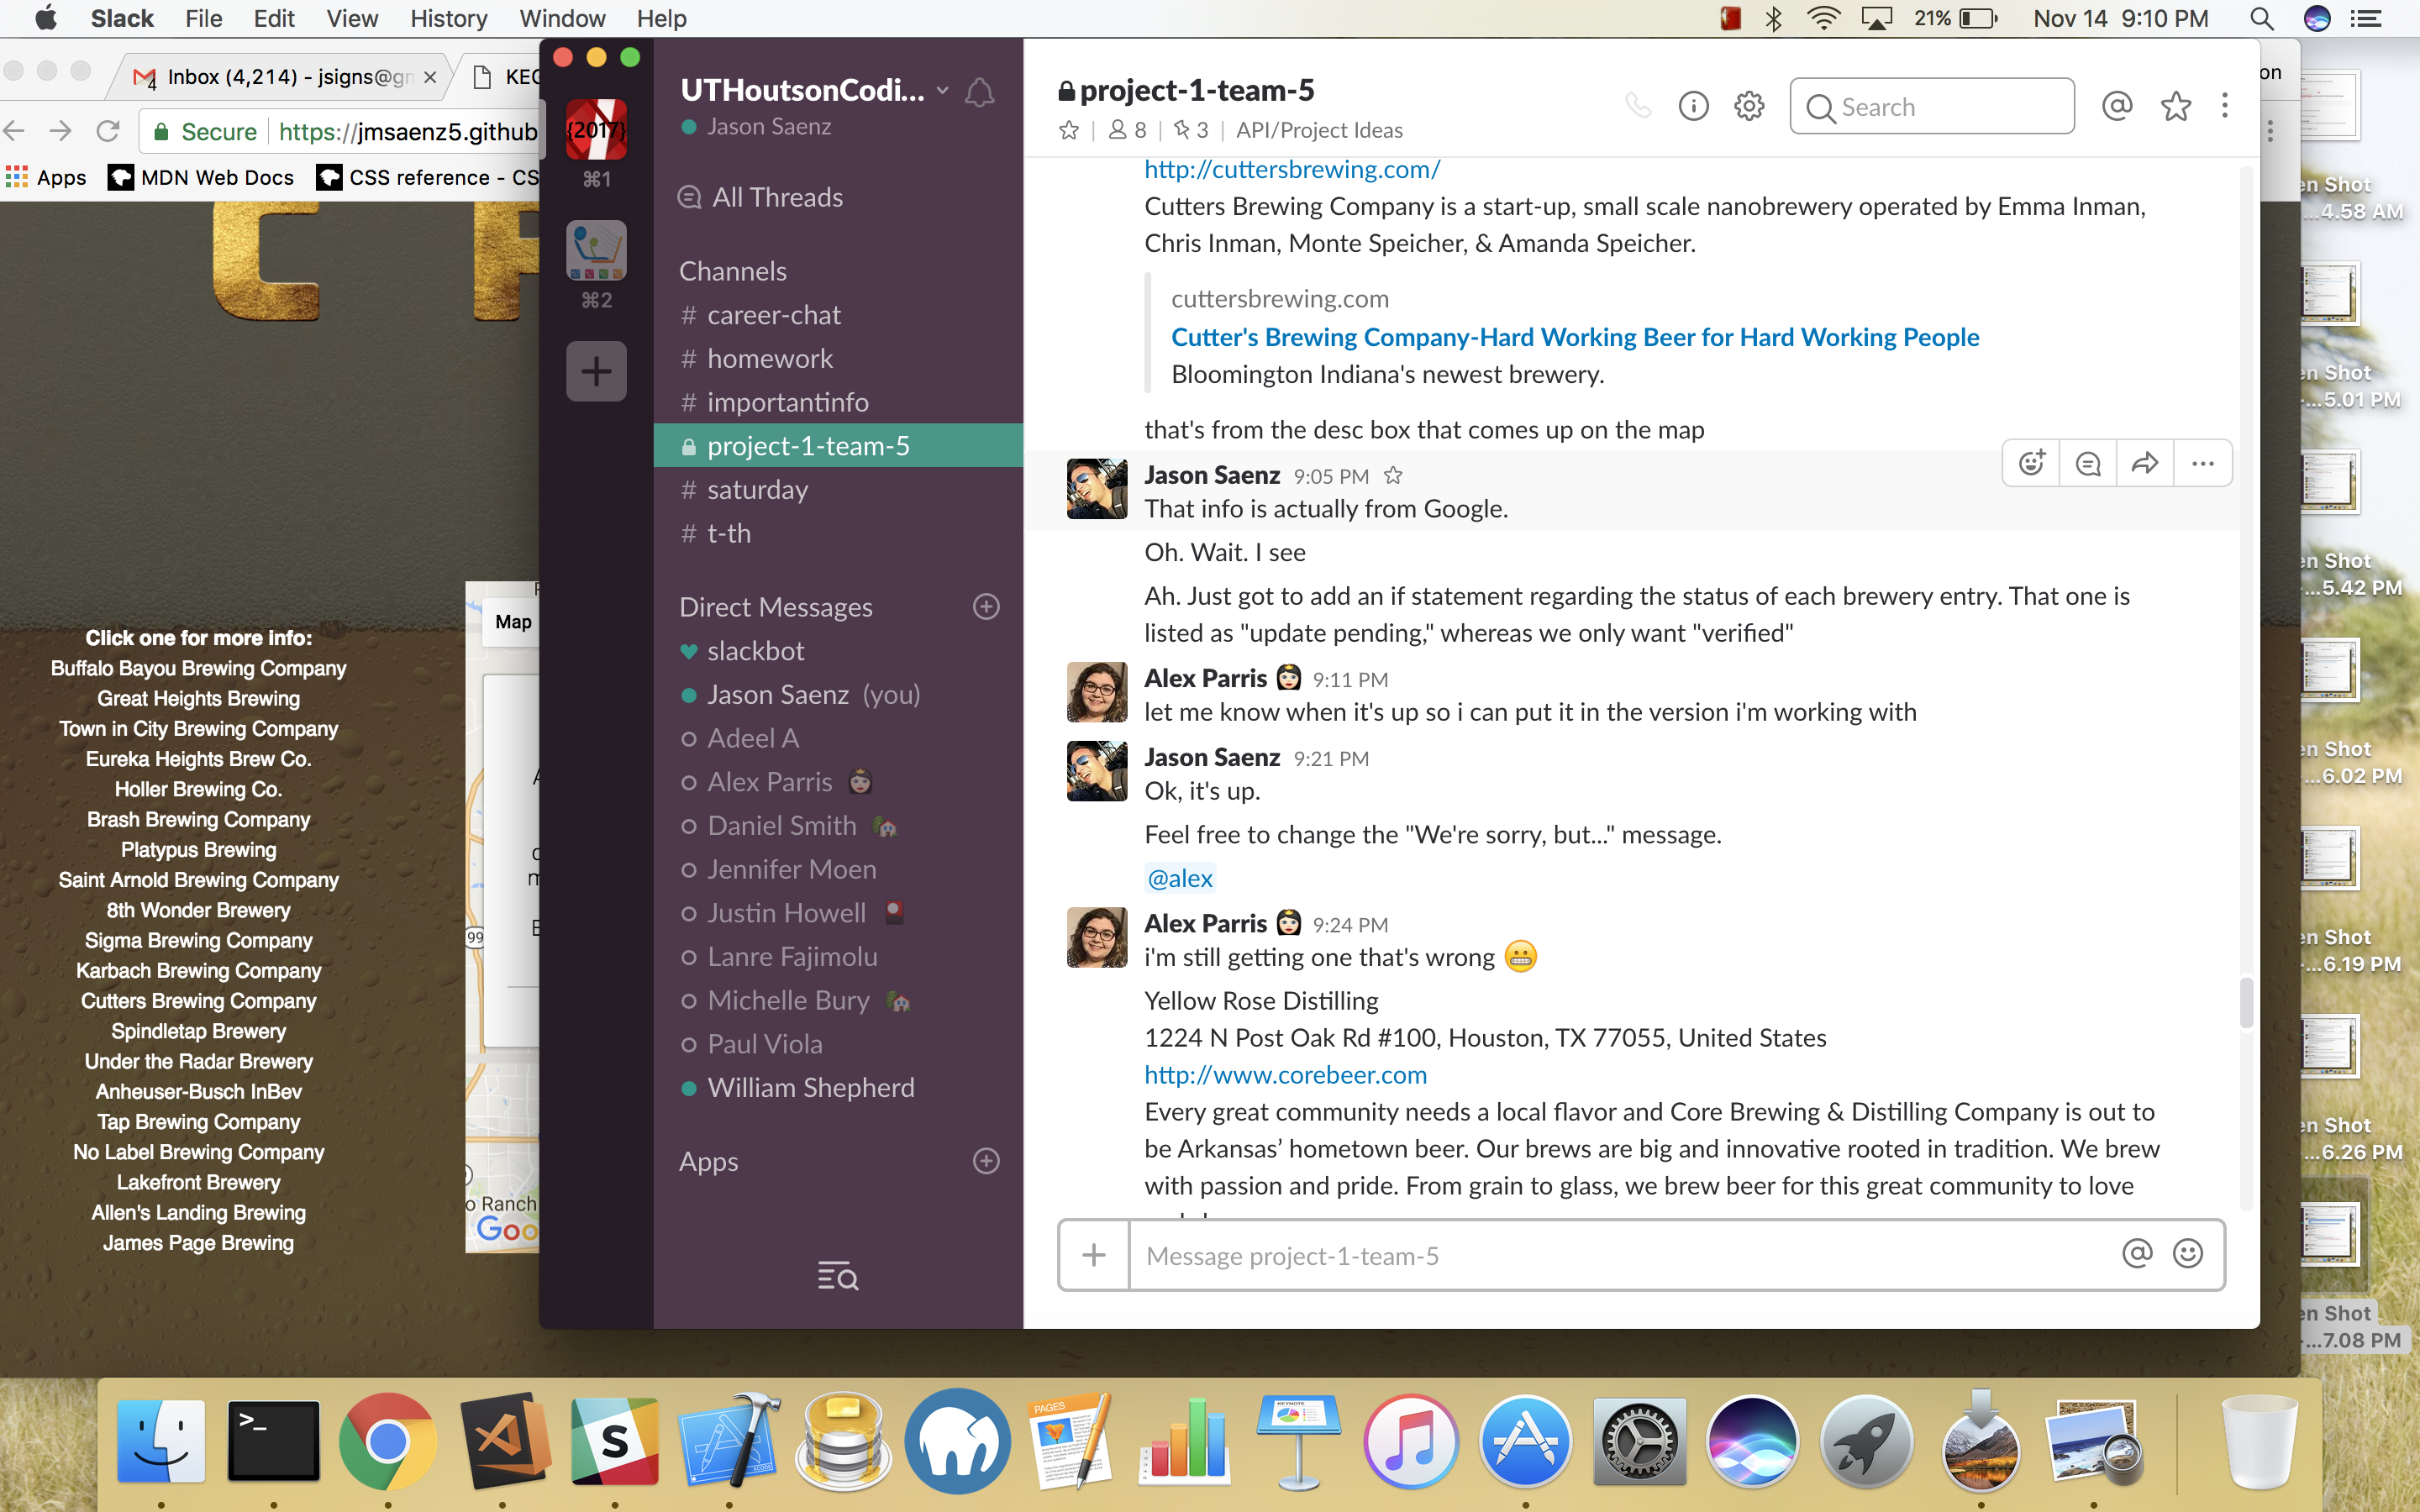 Slack File Edit View History Window Help
21% Nov 14 9:10 PM
Inbox (4,214) - jsigns@gm
Secure https://jmsaenz5.github
Apps MDN Web Docs CSS reference - CS
Click one for more info:
Buffalo Bayou Brewing Company
Great Heights Brewing
Town in City Brewing Company
Eureka Heights Brew Co.
Holler Brewing Co.
Brash Brewing Company
Platypus Brewing
Saint Arnold Brewing Company
8th Wonder Brewery
Sigma Brewing Company
Karbach Brewing Company
Cutters Brewing Company
Spindletap Brewery
Under the Radar Brewery
Anheuser-Busch InBev
Tap Brewing Company
No Label Brewing Company
Lakefront Brewery
Allen's Landing Brewing
James Page Brewing
Map
99
o Ranch
Goo
{2017}
⌘1
⌘2
UTHoutsonCodi...
Jason Saenz
All Threads
Channels
# career-chat
# homework
# importantinfo
project-1-team-5
# saturday
# t-th
Direct Messages
slackbot
Jason Saenz (you)
Adeel A
Alex Parris
Daniel Smith
Jennifer Moen
Justin Howell
Lanre Fajimolu
Michelle Bury
Paul Viola
William Shepherd
Apps
project-1-team-5
8 | 3 | API/Project Ideas
Search
http://cuttersbrewing.com/
Cutters Brewing Company is a start-up, small scale nanobrewery operated by Emma Inman,
Chris Inman, Monte Speicher, & Amanda Speicher.
cuttersbrewing.com
Cutter's Brewing Company-Hard Working Beer for Hard Working People
Bloomington Indiana's newest brewery.
that's from the desc box that comes up on the map
Jason Saenz 9:05 PM
That info is actually from Google.
Oh. Wait. I see
Ah. Just got to add an if statement regarding the status of each brewery entry. That one is
listed as "update pending," whereas we only want "verified"
Alex Parris 9:11 PM
let me know when it's up so i can put it in the version i'm working with
Jason Saenz 9:21 PM
Ok, it's up.
Feel free to change the "We're sorry, but..." message.
@alex
Alex Parris 9:24 PM
i'm still getting one that's wrong
Yellow Rose Distilling
1224 N Post Oak Rd #100, Houston, TX 77055, United States
http://www.corebeer.com
Every great community needs a local flavor and Core Brewing & Distilling Company is out to
be Arkansas’ hometown beer. Our brews are big and innovative rooted in tradition. We brew
with passion and pride. From grain to glass, we brew beer for this great community to love
Message project-1-team-5
on
en Shot
...4.58 AM
en Shot
...5.01 PM
en Shot
...5.42 PM
en Shot
...6.02 PM
en Shot
...6.19 PM
en Shot
...6.26 PM
en Shot
...7.08 PM
PAGES
KEYNOTE